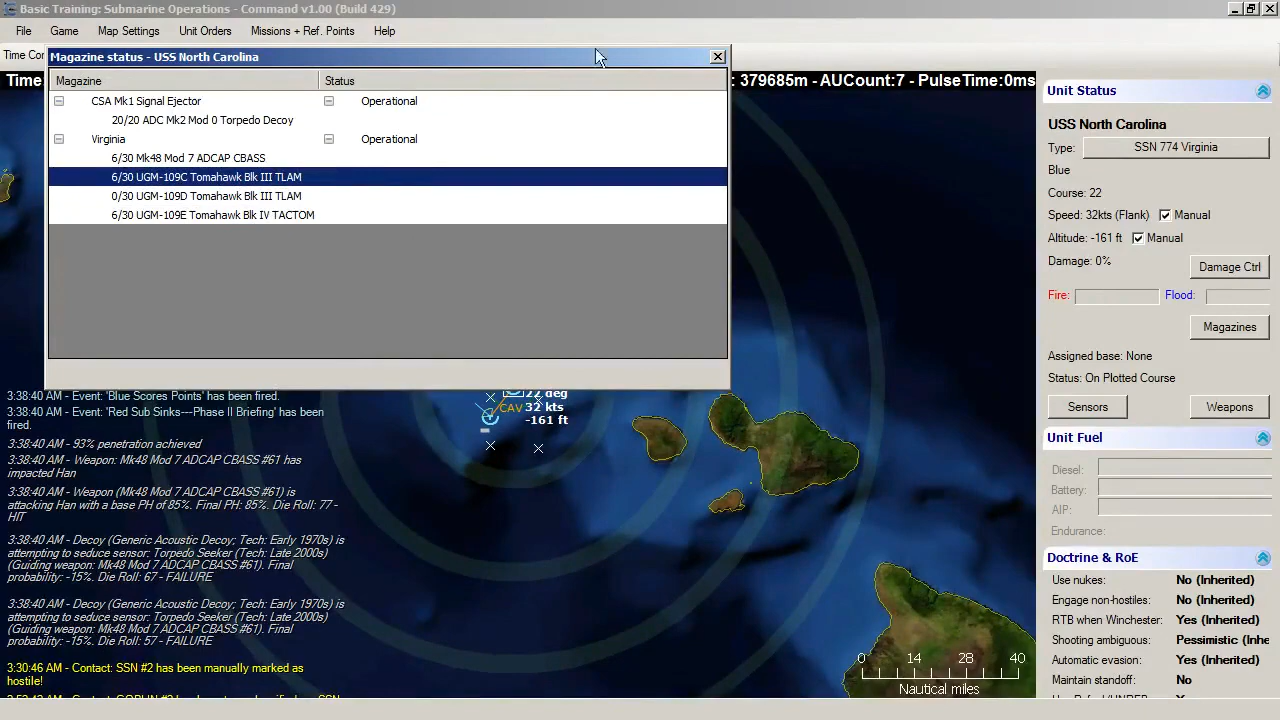 Basic Training: Submarine Operations - Command v1.00 (Build 429)
File Game Map Settings Unit Orders Missions + Ref. Points Help
Time
Magazine status - USS North Carolina
Magazine Status
CSA Mk1 Signal Ejector Operational
20/20 ADC Mk2 Mod 0 Torpedo Decoy
Virginia Operational
6/30 Mk48 Mod 7 ADCAP CBASS
6/30 UGM-109C Tomahawk Blk III TLAM
0/30 UGM-109D Tomahawk Blk III TLAM
6/30 UGM-109E Tomahawk Blk IV TACTOM
Time
: 379685m - AUCount:7 - PulseTime:0ms
22 deg
CAV 32 kts
-161 ft
3:38:40 AM - Event: 'Blue Scores Points' has been fired.
3:38:40 AM - Event: 'Red Sub Sinks---Phase II Briefing' has been
fired.
3:38:40 AM - 93% penetration achieved
3:38:40 AM - Weapon: Mk48 Mod 7 ADCAP CBASS #61 has
impacted Han
3:38:40 AM - Weapon (Mk48 Mod 7 ADCAP CBASS #61) is
attacking Han with a base PH of 85%. Final PH: 85%. Die Roll: 77 -
HIT
3:38:40 AM - Decoy (Generic Acoustic Decoy; Tech: Early 1970s) is
attempting to seduce sensor: Torpedo Seeker (Tech: Late 2000s)
(Guiding weapon: Mk48 Mod 7 ADCAP CBASS #61). Final
probability: -15%. Die Roll: 67 - FAILURE
3:38:40 AM - Decoy (Generic Acoustic Decoy; Tech: Early 1970s) is
attempting to seduce sensor: Torpedo Seeker (Tech: Late 2000s)
(Guiding weapon: Mk48 Mod 7 ADCAP CBASS #61). Final
probability: -15%. Die Roll: 57 - FAILURE
3:30:46 AM - Contact: SSN #2 has been manually marked as
hostile!
0 14 28 40
Nautical miles
Unit Status
USS North Carolina
Type: SSN 774 Virginia
Blue
Course: 22
Speed: 32kts (Flank) Manual
Altitude: -161 ft Manual
Damage: 0% Damage Ctrl
Fire: Flood:
Magazines
Assigned base: None
Status: On Plotted Course
Sensors Weapons
Unit Fuel
Diesel:
Battery:
AIP:
Endurance:
Doctrine & RoE
Use nukes: No (Inherited)
Engage non-hostiles: No (Inherited)
RTB when Winchester: Yes (Inherited)
Shooting ambiguous: Pessimistic (Inhe
Automatic evasion: Yes (Inherited)
Maintain standoff: No